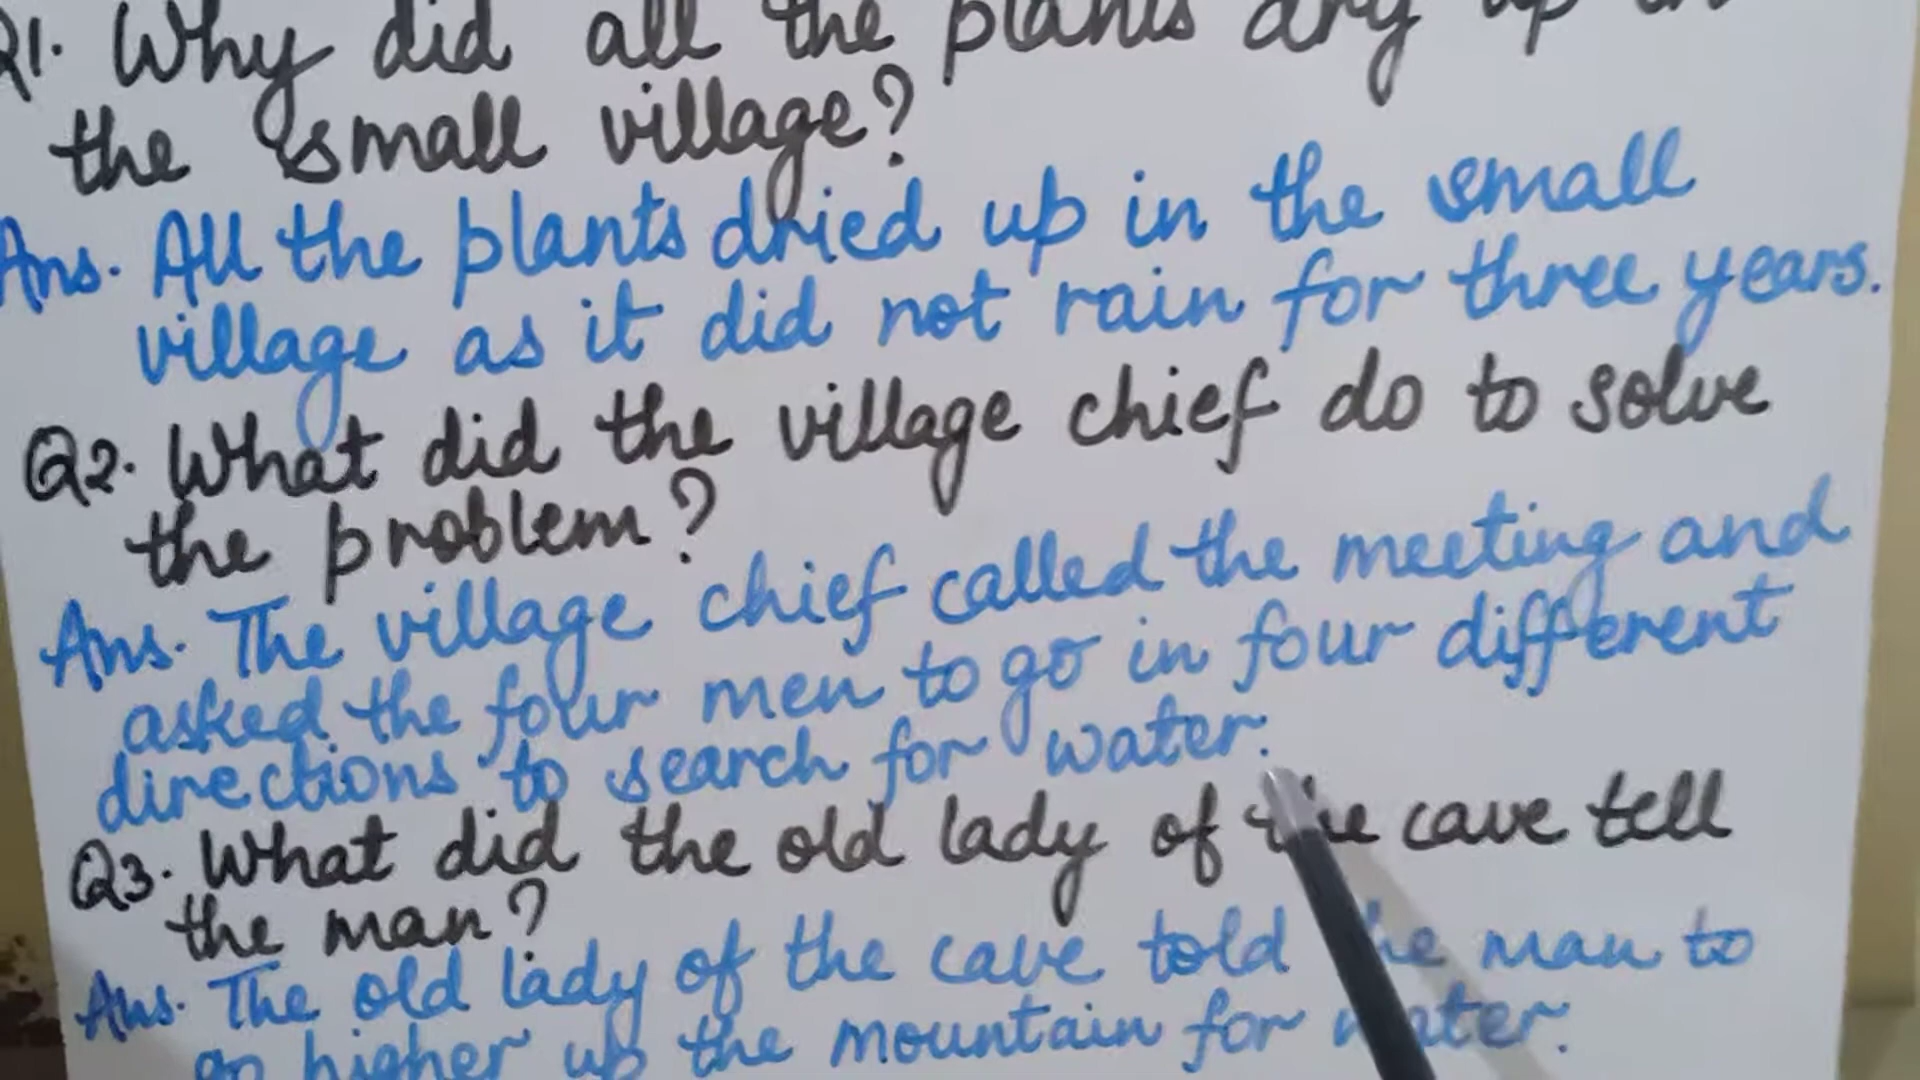 Q1. Why did all the plants dry up in
the small village?
Ans. All the plants dried up in the small
village as it did not rain for three years.
Q2. What did the village chief do to solve
the problem?
Ans. The village chief called the meeting and
asked the four men to go in four different
directions to search for water.
Q3. What did the old lady of the cave tell
the man?
Ans. The old lady of the cave told the man to
go higher up the mountain for water.